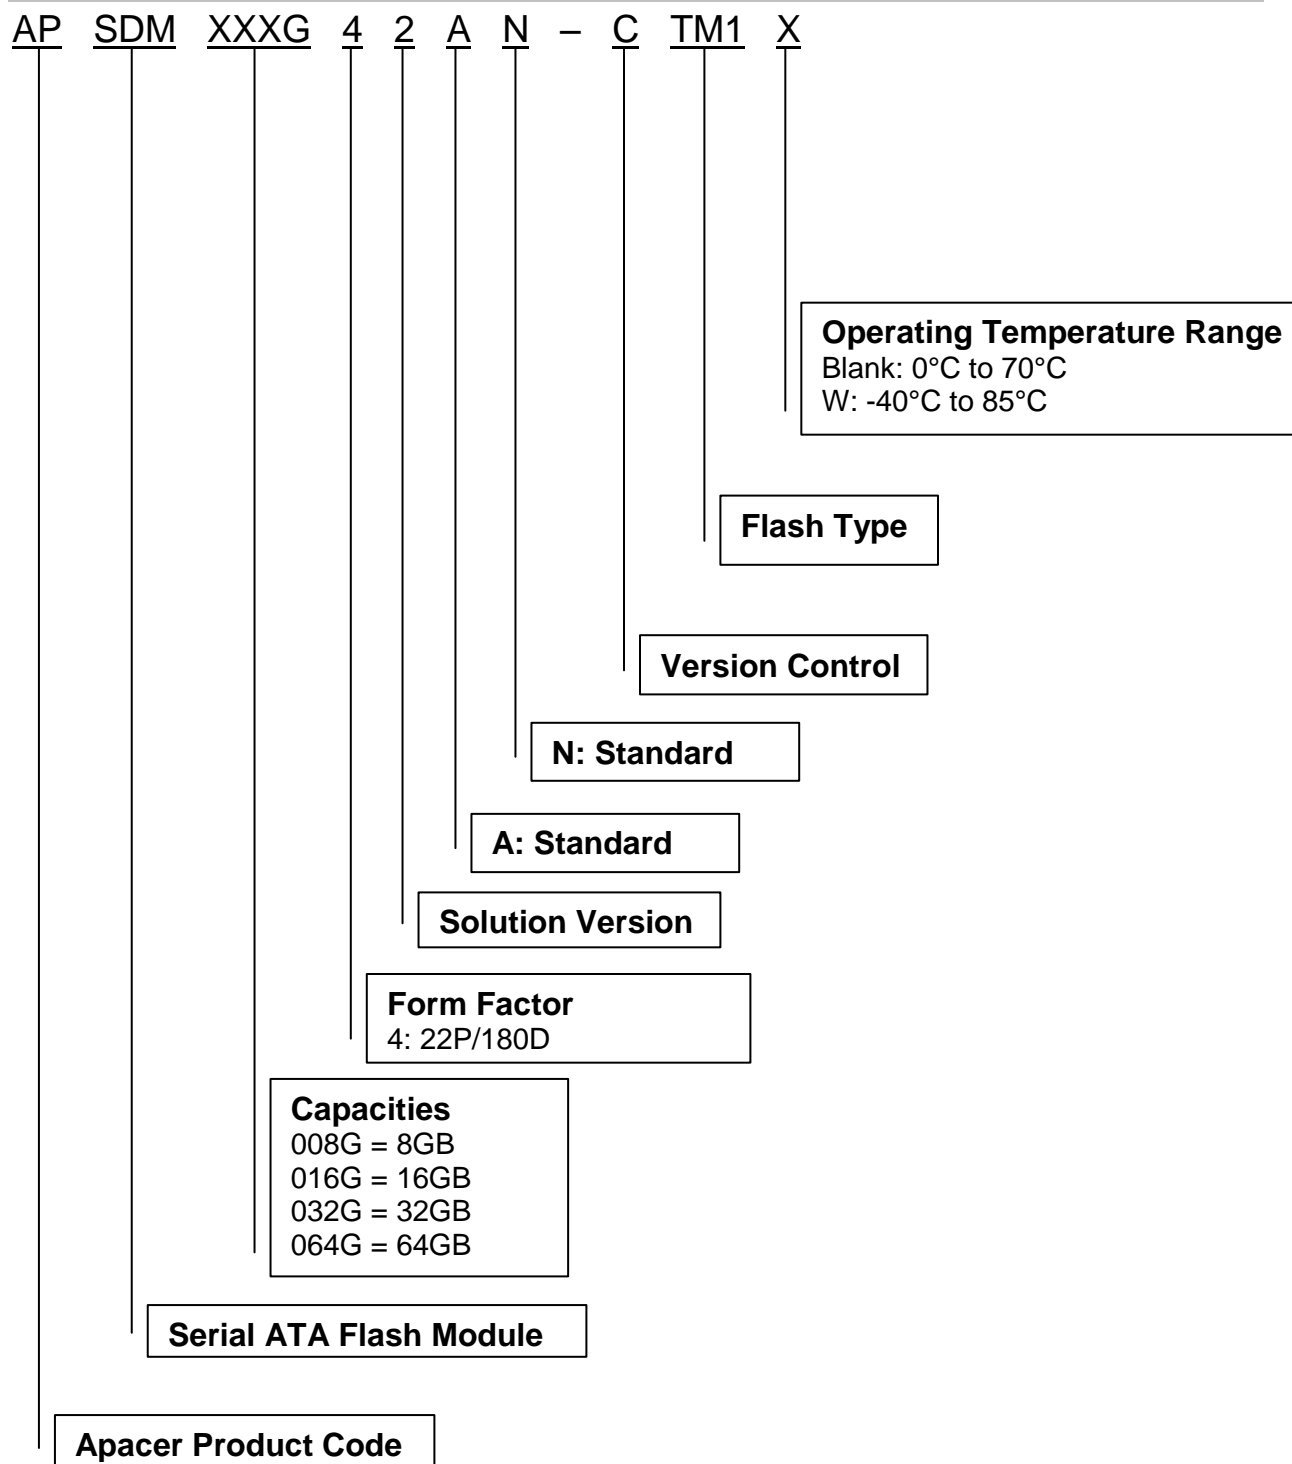 AP SDM XXXG 4 2 A N – C TM1 X
Operating Temperature Range
Blank: 0°C to 70°C
W: -40°C to 85°C
Flash Type
Version Control
N: Standard
A: Standard
Solution Version
Form Factor
4: 22P/180D
Capacities
008G = 8GB
016G = 16GB
032G = 32GB
064G = 64GB
Serial ATA Flash Module
Apacer Product Code